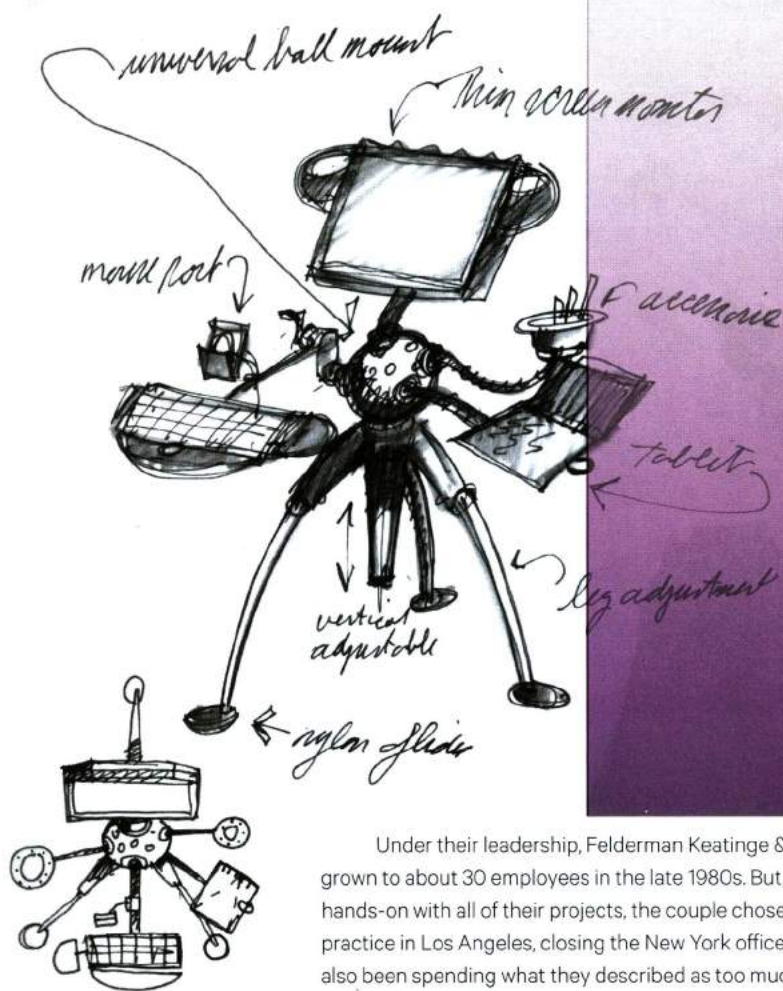 universal ball mount
thin screen monitor
mouse port
accessorie
tablet
leg adjustment
vertical
adjustable
nylon glider
Under their leadership, Felderman Keatinge &
grown to about 30 employees in the late 1980s. But
hands-on with all of their projects, the couple chose
practice in Los Angeles, closing the New York office
also been spending what they described as too muc